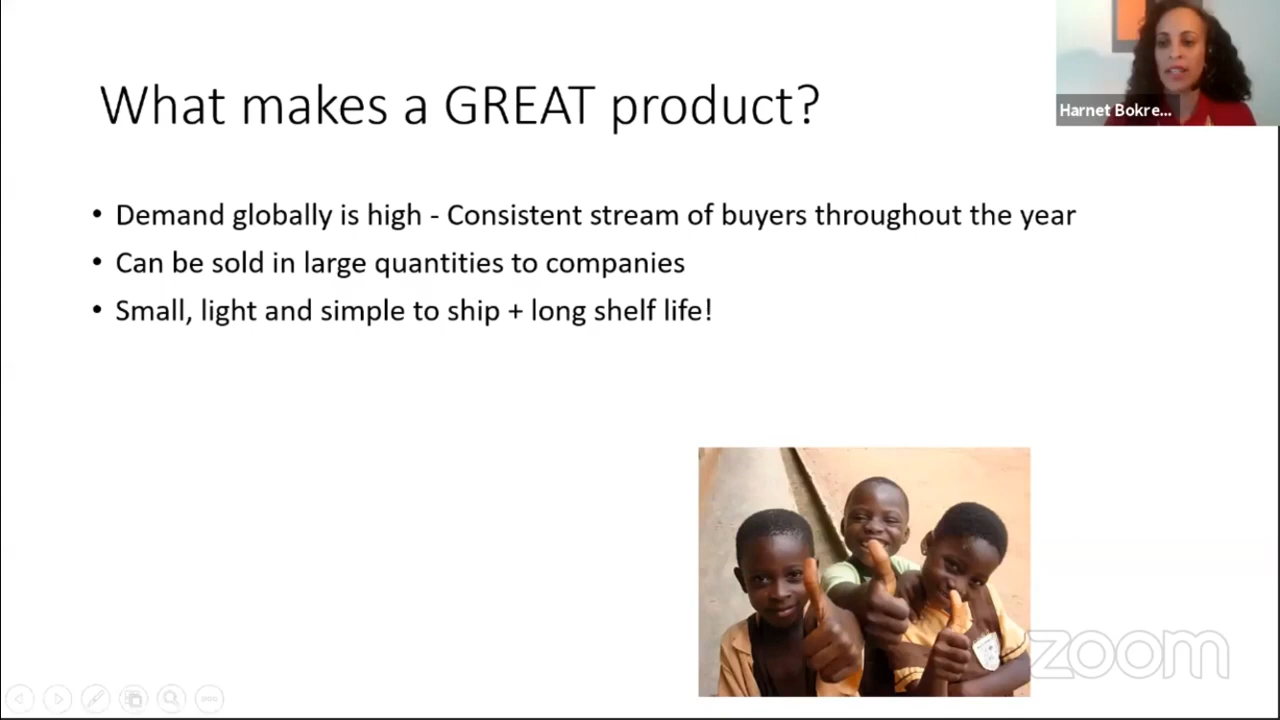 What makes a GREAT product?
Harnet Bokre...
• Demand globally is high - Consistent stream of buyers throughout the year
• Can be sold in large quantities to companies
• Small, light and simple to ship + long shelf life!
zoom